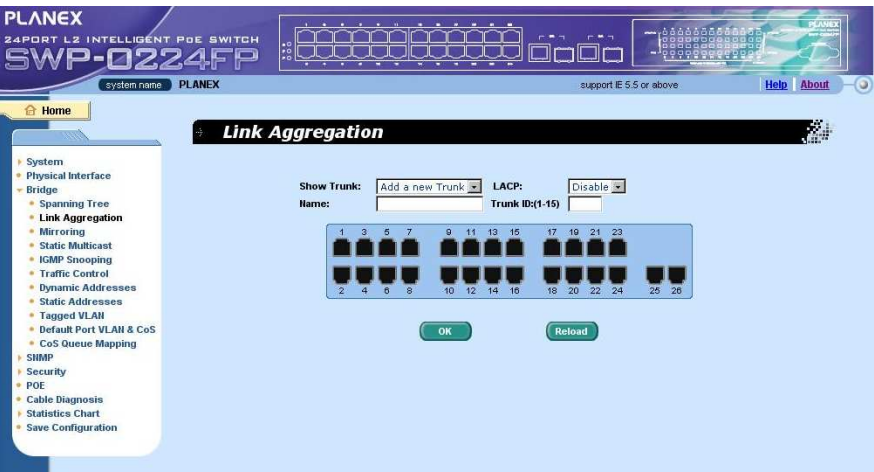 PLANEX
24PORT L2 INTELLIGENT POE SWITCH
SWP-0224FP
PLANEX
system name PLANEX support IE 5.5 or above Help About
Home
Link Aggregation
System
Physical Interface
Bridge
Spanning Tree
Link Aggregation
Mirroring
Static Multicast
IGMP Snooping
Traffic Control
Dynamic Addresses
Static Addresses
Tagged VLAN
Default Port VLAN & CoS
CoS Queue Mapping
SNMP
Security
POE
Cable Diagnosis
Statistics Chart
Save Configuration
Show Trunk: Add a new Trunk LACP: Disable
Name: Trunk ID:(1-15)
1 3 5 7 9 11 13 15 17 19 21 23
2 4 6 8 10 12 14 16 18 20 22 24 25 26
OK Reload